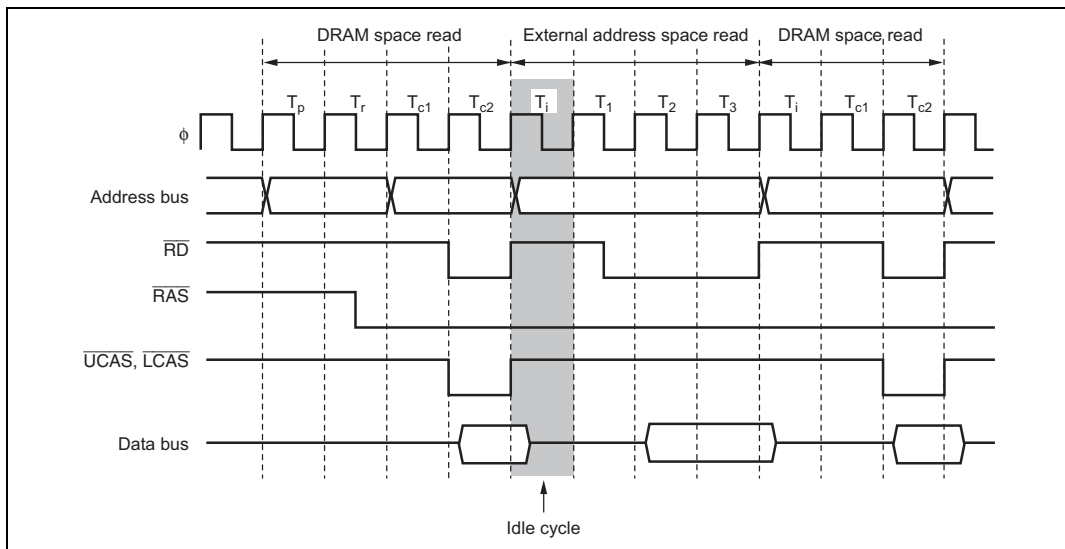 DRAM space read External address space read DRAM space read
Tp Tr Tc1 Tc2 Ti T1 T2 T3 Ti Tc1 Tc2
φ
Address bus
RD
RAS
UCAS, LCAS
Data bus
Idle cycle